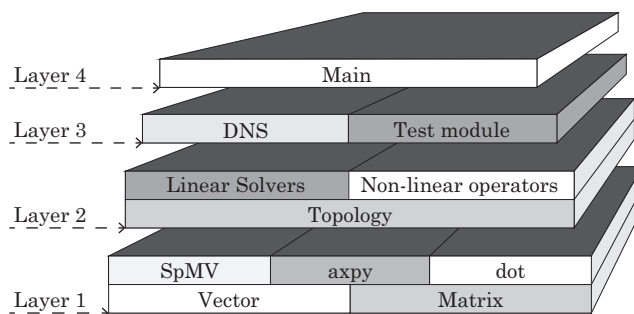 Layer 4
Main
Layer 3
DNS Test module
Linear Solvers Non-linear operators
Layer 2
Topology
SpMV axpy dot
Layer 1
Vector Matrix